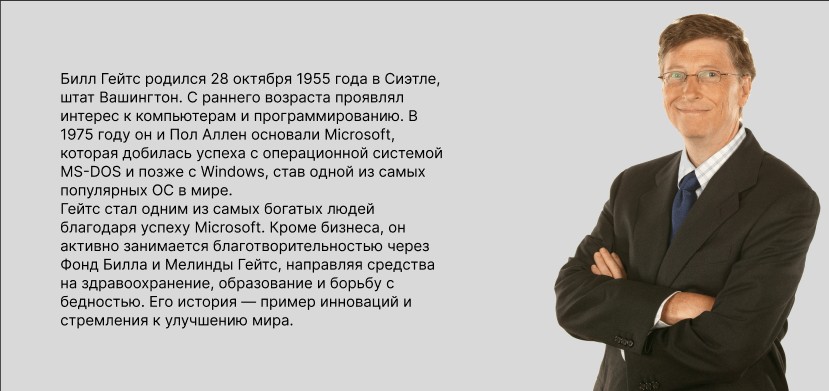 Билл Гейтс родился 28 октября 1955 года в Сиэтле,
штат Вашингтон. С раннего возраста проявлял
интерес к компьютерам и программированию. В
1975 году он и Пол Аллен основали Microsoft,
которая добилась успеха с операционной системой
MS-DOS и позже с Windows, став одной из самых
популярных ОС в мире.
Гейтс стал одним из самых богатых людей
благодаря успеху Microsoft. Кроме бизнеса, он
активно занимается благотворительностью через
Фонд Билла и Мелинды Гейтс, направляя средства
на здравоохранение, образование и борьбу с
бедностью. Его история — пример инноваций и
стремления к улучшению мира.